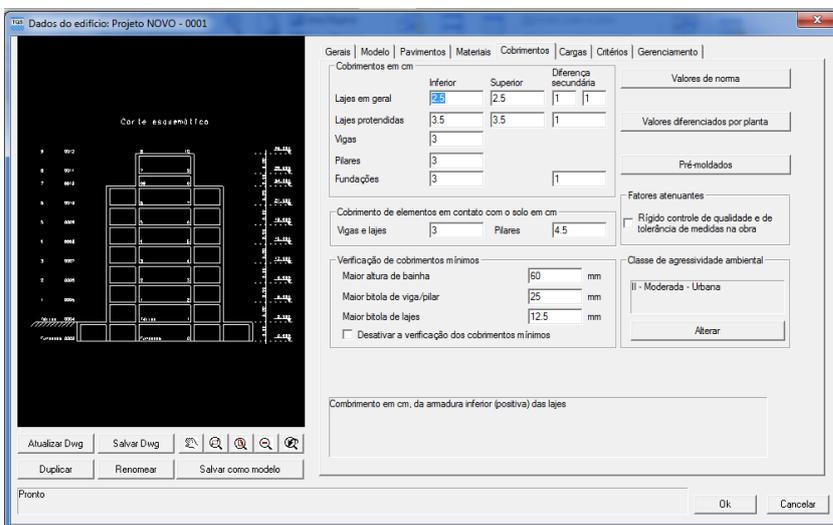 TQS Dados do edifício: Projeto NOVO - 0001
Gerais Modelo Pavimentos Materiais Cobrimentos Cargas Critérios Gerenciamento
Cobrimentos em cm
Inferior Superior Diferença secundária
Lajes em geral 2.5 2.5 1 1
Lajes protendidas 3.5 3.5 1
Vigas 3
Pilares 3
Fundações 3 1
Valores de norma
Valores diferenciados por planta
Pré-moldados
Fatores atenuantes
Rígido controle de qualidade e de
tolerância de medidas na obra
Cobrimento de elementos em contato com o solo em cm
Vigas e lajes 3 Pilares 4.5
Verificação de cobrimentos mínimos
Maior altura de bainha 60 mm
Maior bitola de viga/pilar 25 mm
Maior bitola de lajes 12.5 mm
Desativar a verificação dos cobrimentos mínimos
Classe de agressividade ambiental
II - Moderada - Urbana
Alterar
Combrimento em cm, da armadura inferior (positiva) das lajes
Corte esquemático
Atualizar Dwg Salvar Dwg
Duplicar Renomear Salvar como modelo
Pronto
Ok Cancelar